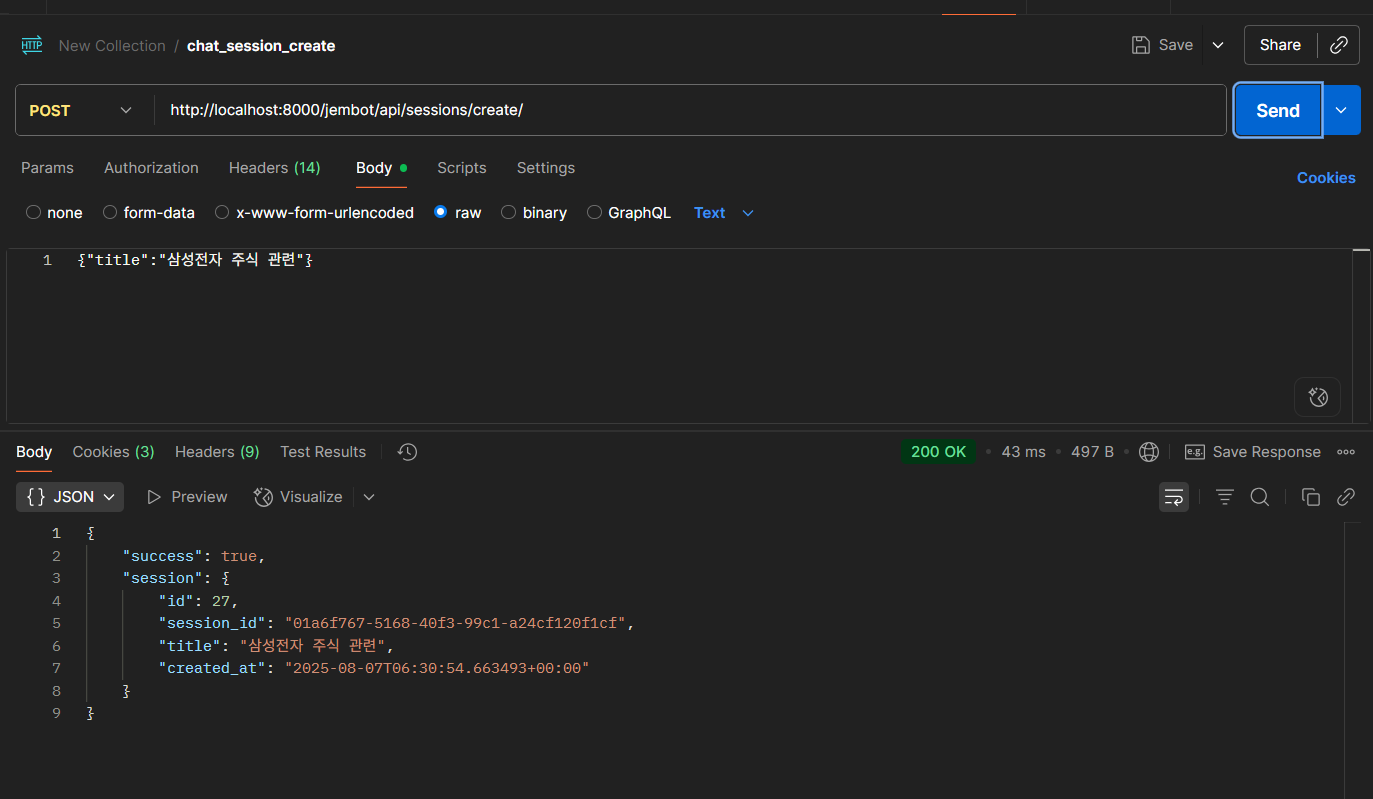 HTTP New Collection / chat_session_create Save Share
POST http://localhost:8000/jembot/api/sessions/create/ Send
Params Authorization Headers (14) Body Scripts Settings Cookies
none form-data x-www-form-urlencoded raw binary GraphQL Text
1 {"title":"삼성전자 주식 관련"}
Body Cookies (3) Headers (9) Test Results 200 OK • 43 ms • 497 B • e.g. Save Response
{} JSON Preview Visualize
1 {
2 "success": true,
3 "session": {
4 "id": 27,
5 "session_id": "01a6f767-5168-40f3-99c1-a24cf120f1cf",
6 "title": "삼성전자 주식 관련",
7 "created_at": "2025-08-07T06:30:54.663493+00:00"
8 }
9 }